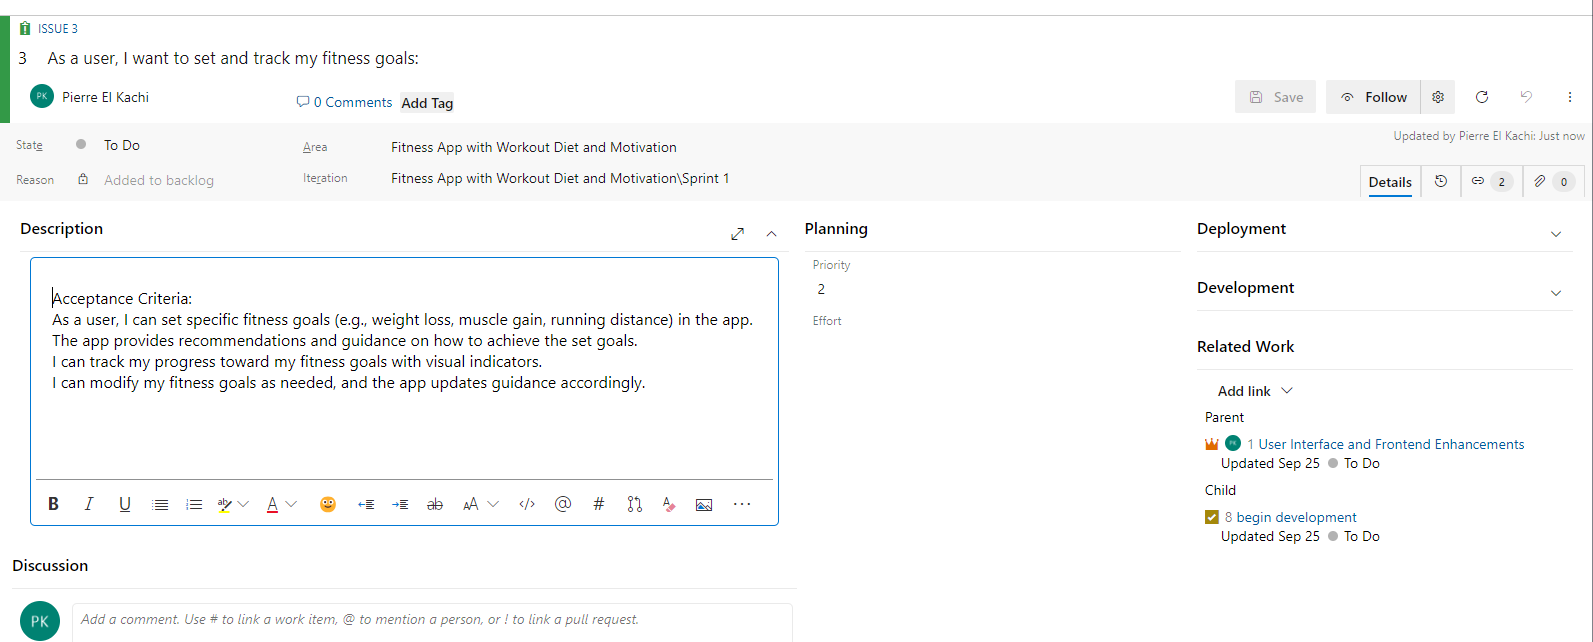 ISSUE 3
3 As a user, I want to set and track my fitness goals:
PK Pierre El Kachi
0 Comments Add Tag
Save Follow
State To Do
Area Fitness App with Workout Diet and Motivation
Updated by Pierre El Kachi: Just now
Reason Added to backlog
Iteration Fitness App with Workout Diet and Motivation\Sprint 1
Details 2 0
Description
Acceptance Criteria:
As a user, I can set specific fitness goals (e.g., weight loss, muscle gain, running distance) in the app.
The app provides recommendations and guidance on how to achieve the set goals.
I can track my progress toward my fitness goals with visual indicators.
I can modify my fitness goals as needed, and the app updates guidance accordingly.
B I U ab A ab AA </> @ # A ...
Planning
Priority
2
Effort
Deployment
Development
Related Work
Add link
Parent
PK 1 User Interface and Frontend Enhancements
Updated Sep 25 To Do
Child
8 begin development
Updated Sep 25 To Do
Discussion
PK Add a comment. Use # to link a work item, @ to mention a person, or ! to link a pull request.